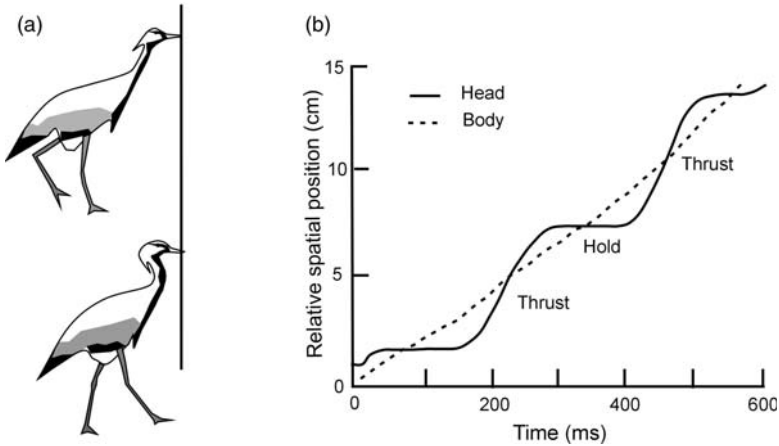 (a)
(b)
15
10
5
0
Relative spatial position (cm)
Head
Body
Thrust
Hold
Thrust
0 200 400 600
Time (ms)